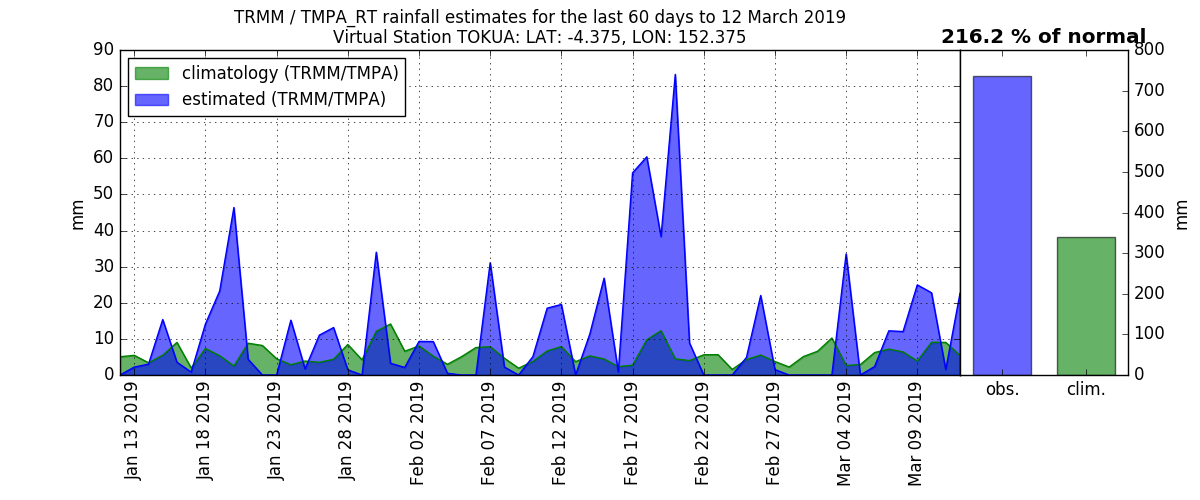 TRMM / TMPA_RT rainfall estimates for the last 60 days to 12 March 2019
Virtual Station TOKUA: LAT: -4.375, LON: 152.375
216.2 % of normal
climatology (TRMM/TMPA)
estimated (TRMM/TMPA)
90
80
70
60
50
40
30
20
10
0
mm
Jan 13 2019
Jan 18 2019
Jan 23 2019
Jan 28 2019
Feb 02 2019
Feb 07 2019
Feb 12 2019
Feb 17 2019
Feb 22 2019
Feb 27 2019
Mar 04 2019
Mar 09 2019
obs.
clim.
800
700
600
500
400
300
200
100
0
mm